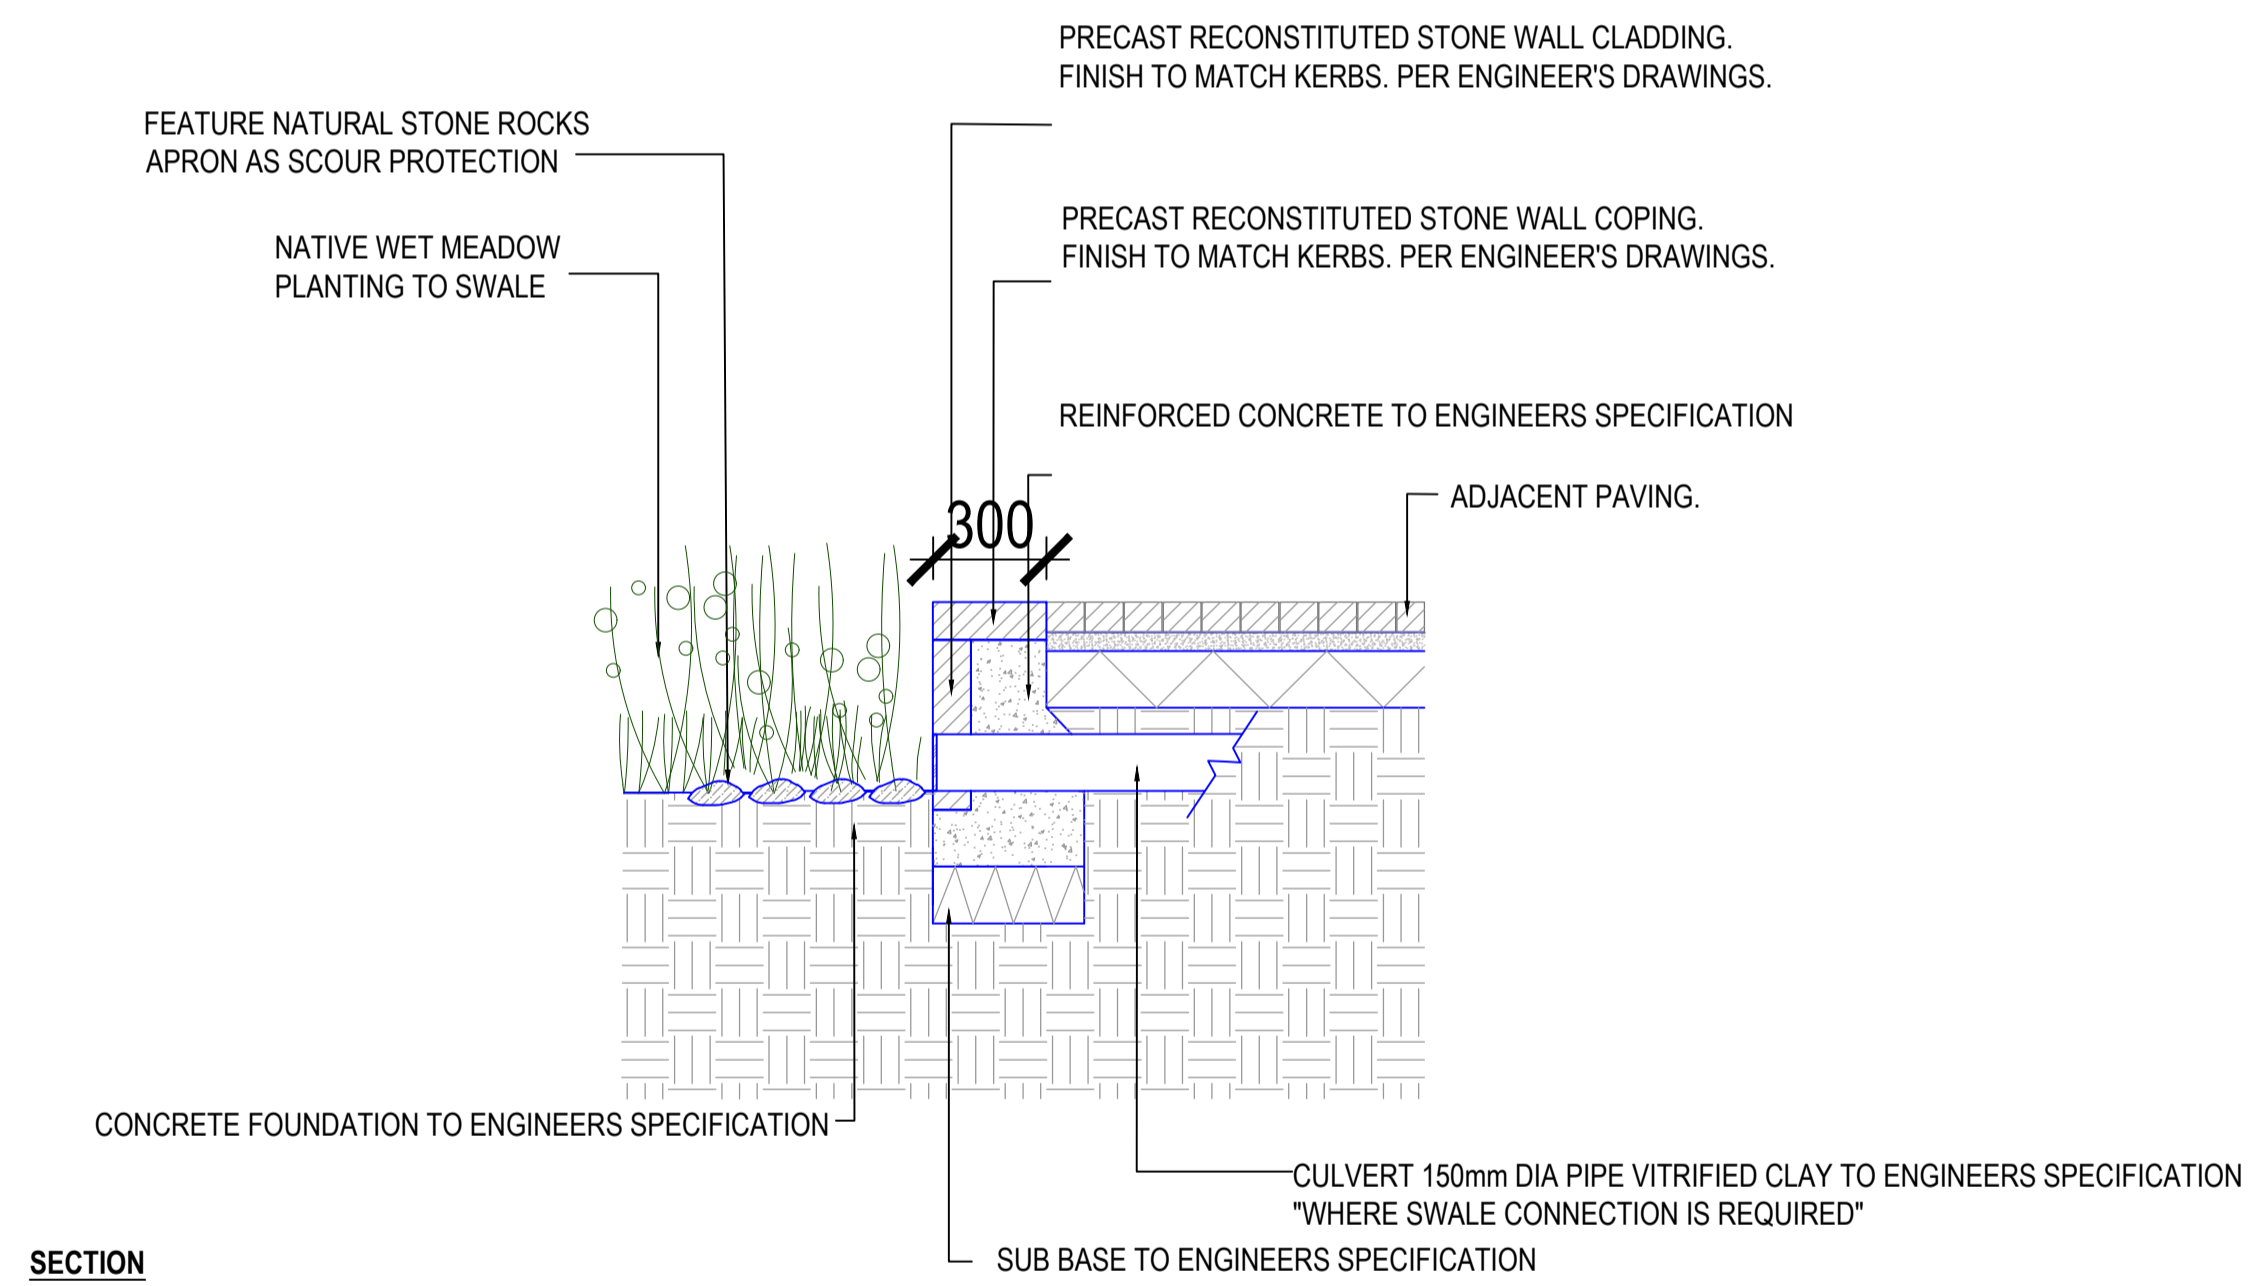 PRECAST RECONSTITUTED STONE WALL CLADDING.
FINISH TO MATCH KERBS. PER ENGINEER'S DRAWINGS.
FEATURE NATURAL STONE ROCKS
APRON AS SCOUR PROTECTION
PRECAST RECONSTITUTED STONE WALL COPING.
FINISH TO MATCH KERBS. PER ENGINEER'S DRAWINGS.
NATIVE WET MEADOW
PLANTING TO SWALE
REINFORCED CONCRETE TO ENGINEERS SPECIFICATION
ADJACENT PAVING.
300
CONCRETE FOUNDATION TO ENGINEERS SPECIFICATION
CULVERT 150mm DIA PIPE VITRIFIED CLAY TO ENGINEERS SPECIFICATION
"WHERE SWALE CONNECTION IS REQUIRED"
SUB BASE TO ENGINEERS SPECIFICATION
SECTION